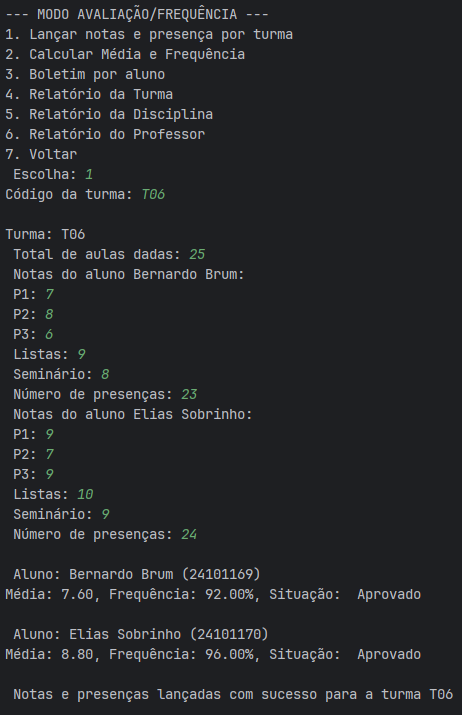 --- MODO AVALIAÇÃO/FREQUÊNCIA ---
1. Lançar notas e presença por turma
2. Calcular Média e Frequência
3. Boletim por aluno
4. Relatório da Turma
5. Relatório da Disciplina
6. Relatório do Professor
7. Voltar
Escolha: 1
Código da turma: T06
Turma: T06
Total de aulas dadas: 25
Notas do aluno Bernardo Brum:
P1: 7
P2: 8
P3: 6
Listas: 9
Seminário: 8
Número de presenças: 23
Notas do aluno Elias Sobrinho:
P1: 9
P2: 7
P3: 9
Listas: 10
Seminário: 9
Número de presenças: 24
Aluno: Bernardo Brum (24101169)
Média: 7.60, Frequência: 92.00%, Situação:  Aprovado
Aluno: Elias Sobrinho (24101170)
Média: 8.80, Frequência: 96.00%, Situação:  Aprovado
Notas e presenças lançadas com sucesso para a turma T06